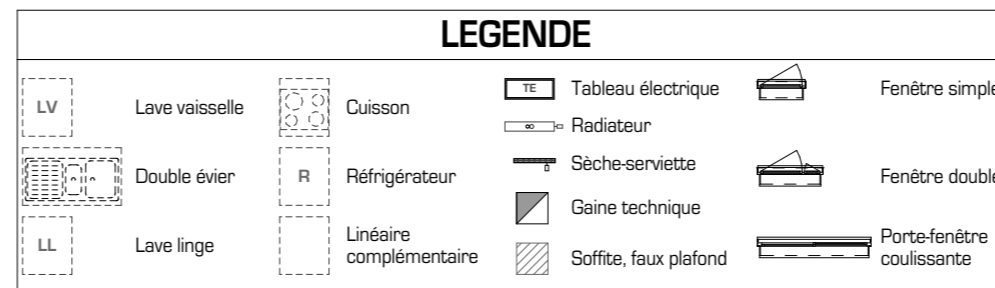 LEGENDE
LV
Lave vaisselle
Double évier
LL
Lave linge
Cuisson
R
Réfrigérateur
Linéaire
complémentaire
TE
Tableau électrique
Radiateur
Sèche-serviette
Gaine technique
Soffite, faux plafond
Fenêtre simple
Fenêtre double
Porte-fenêtre
coulissante